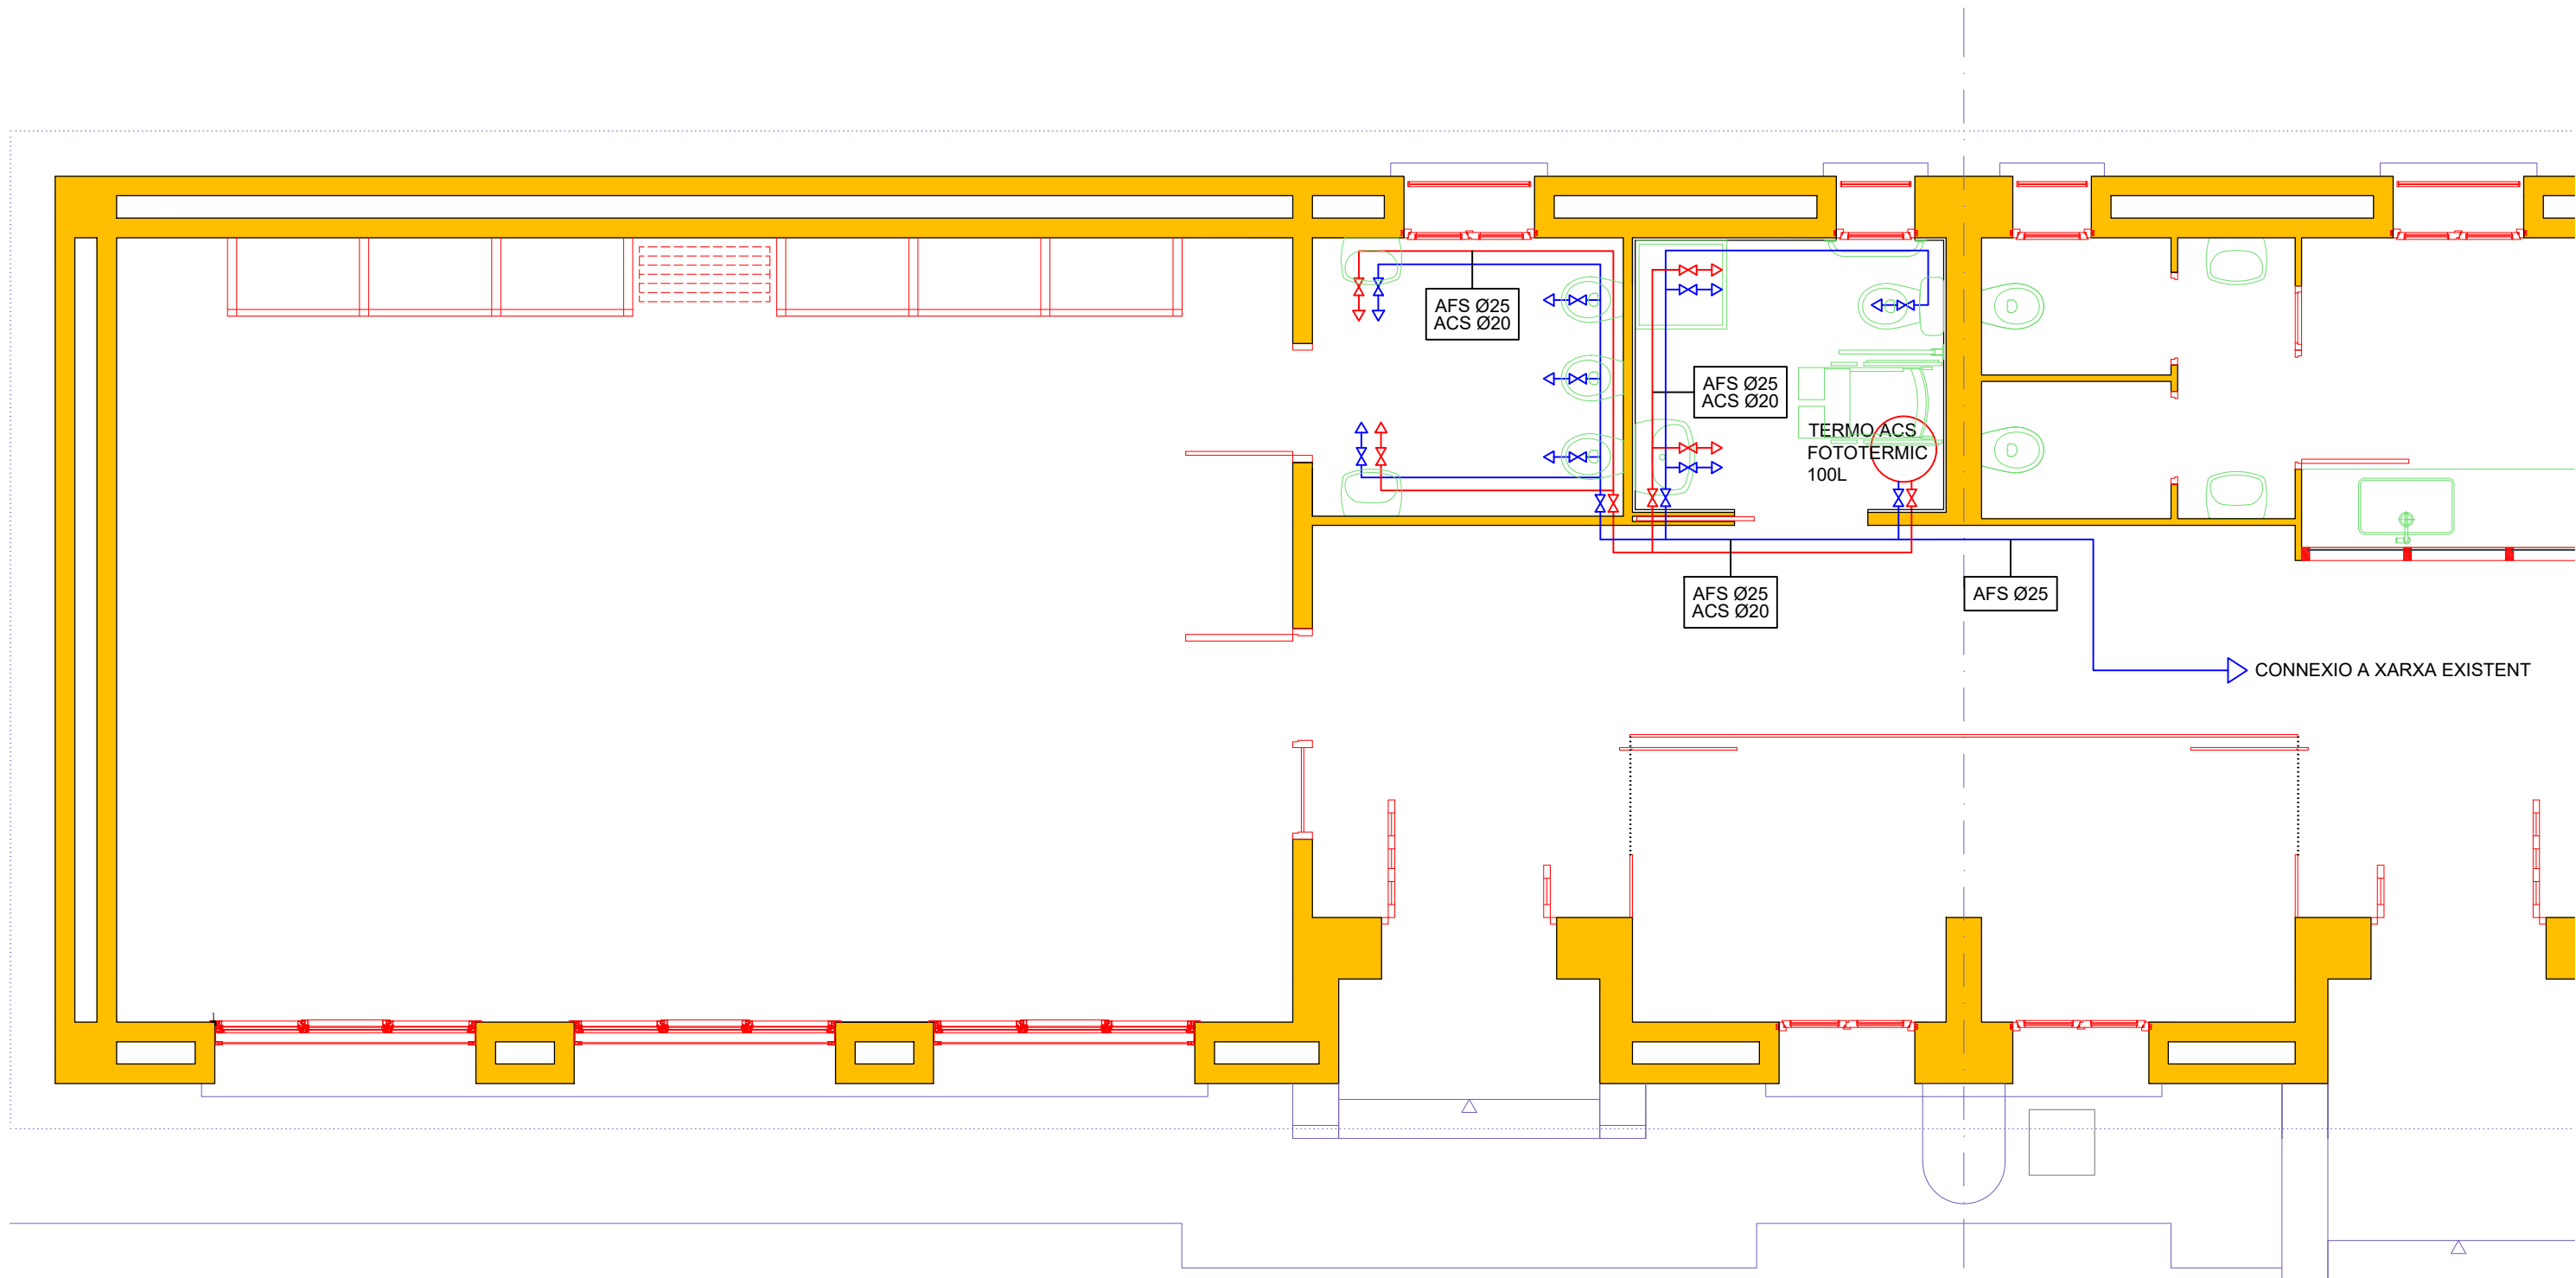 AFS Ø25
ACS Ø20
AFS Ø25
ACS Ø20
TERMO ACS
FOTOTERMIC
100L
AFS Ø25
ACS Ø20
AFS Ø25
CONNEXIO A XARXA EXISTENT